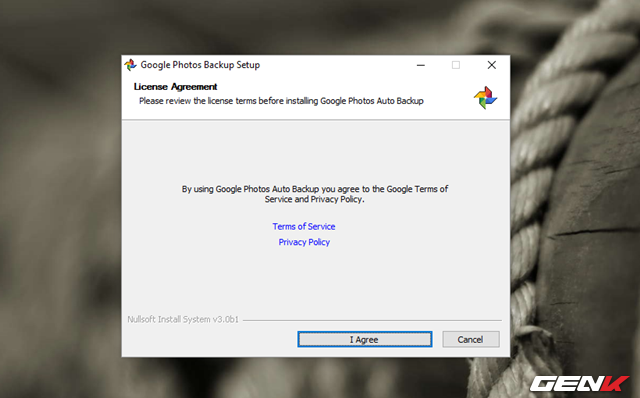 Google Photos Backup Setup
License Agreement
Please review the license terms before installing Google Photos Auto Backup
By using Google Photos Auto Backup you agree to the Google Terms of
Service and Privacy Policy.
Terms of Service
Privacy Policy
Nullsoft Install System v3.0b1
I Agree
Cancel
GENK